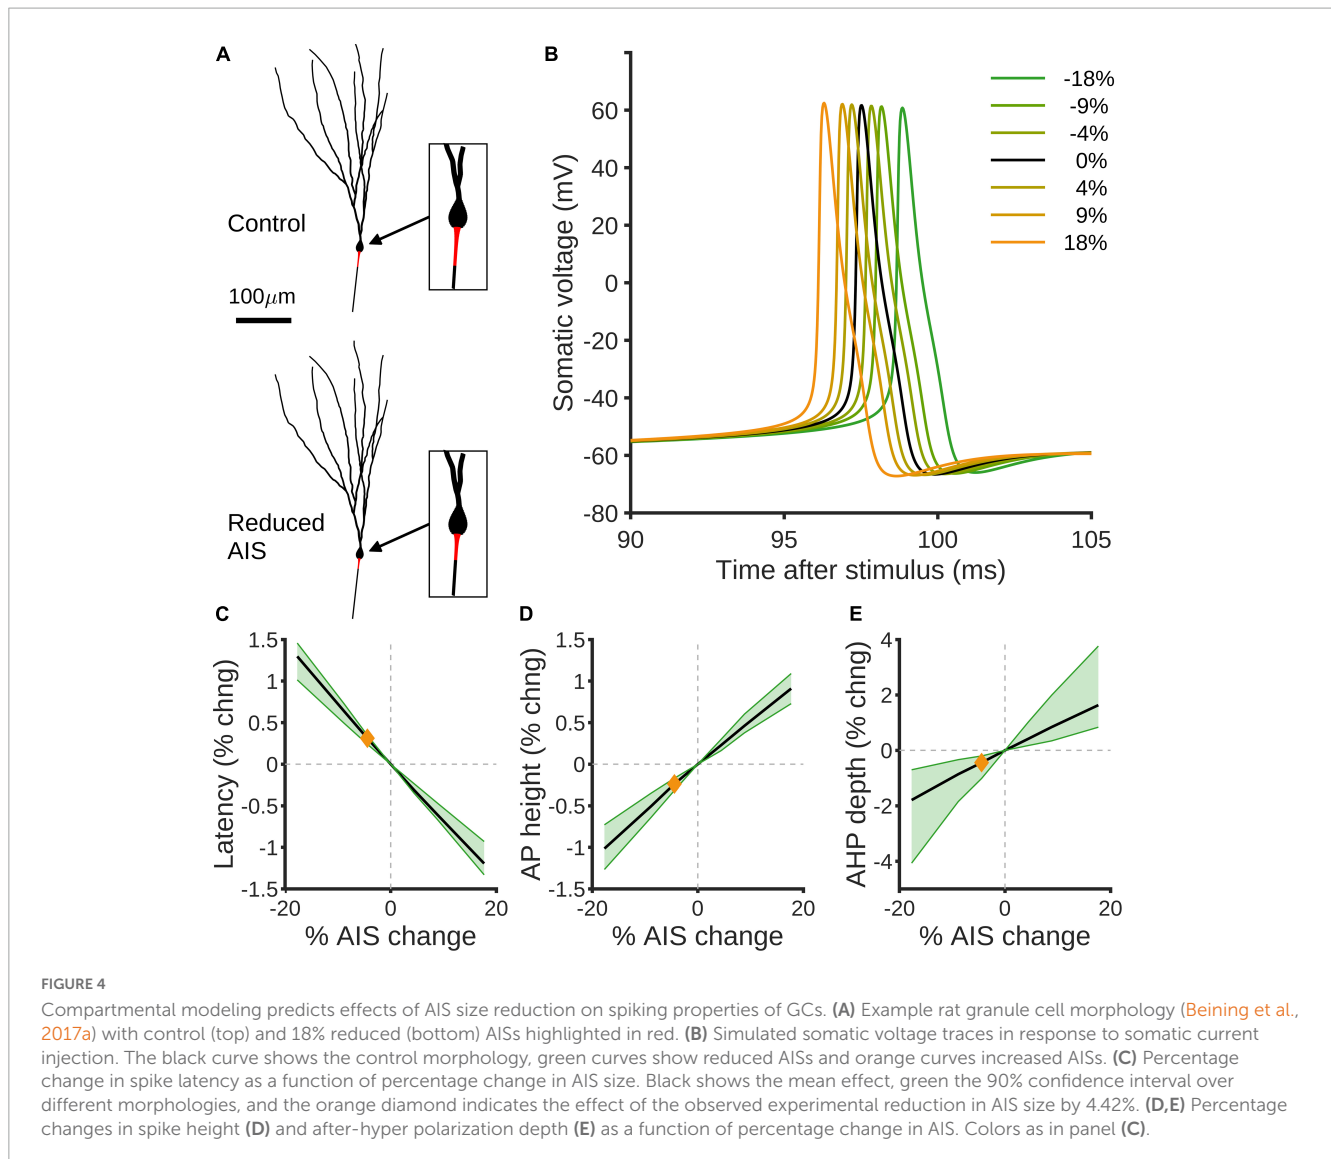 A
Control
100μm
Reduced
AIS
B
Somatic voltage (mV)
60
40
20
0
-20
-40
-60
-80
90
95
100
105
Time after stimulus (ms)
-18%
-9%
-4%
0%
4%
9%
18%
C
Latency (% chng)
1.5
1
0.5
0
-0.5
-1
-1.5
-20
0
20
% AIS change
D
AP height (% chng)
1.5
1
0.5
0
-0.5
-1
-1.5
-20
0
20
% AIS change
E
AHP depth (% chng)
4
2
0
-2
-4
-20
0
20
% AIS change
FIGURE 4
Compartmental modeling predicts effects of AIS size reduction on spiking properties of GCs. (A) Example rat granule cell morphology (Beining et al.,
2017a) with control (top) and 18% reduced (bottom) AISs highlighted in red. (B) Simulated somatic voltage traces in response to somatic current
injection. The black curve shows the control morphology, green curves show reduced AISs and orange curves increased AISs. (C) Percentage
change in spike latency as a function of percentage change in AIS size. Black shows the mean effect, green the 90% confidence interval over
different morphologies, and the orange diamond indicates the effect of the observed experimental reduction in AIS size by 4.42%. (D,E) Percentage
changes in spike height (D) and after-hyper polarization depth (E) as a function of percentage change in AIS. Colors as in panel (C).